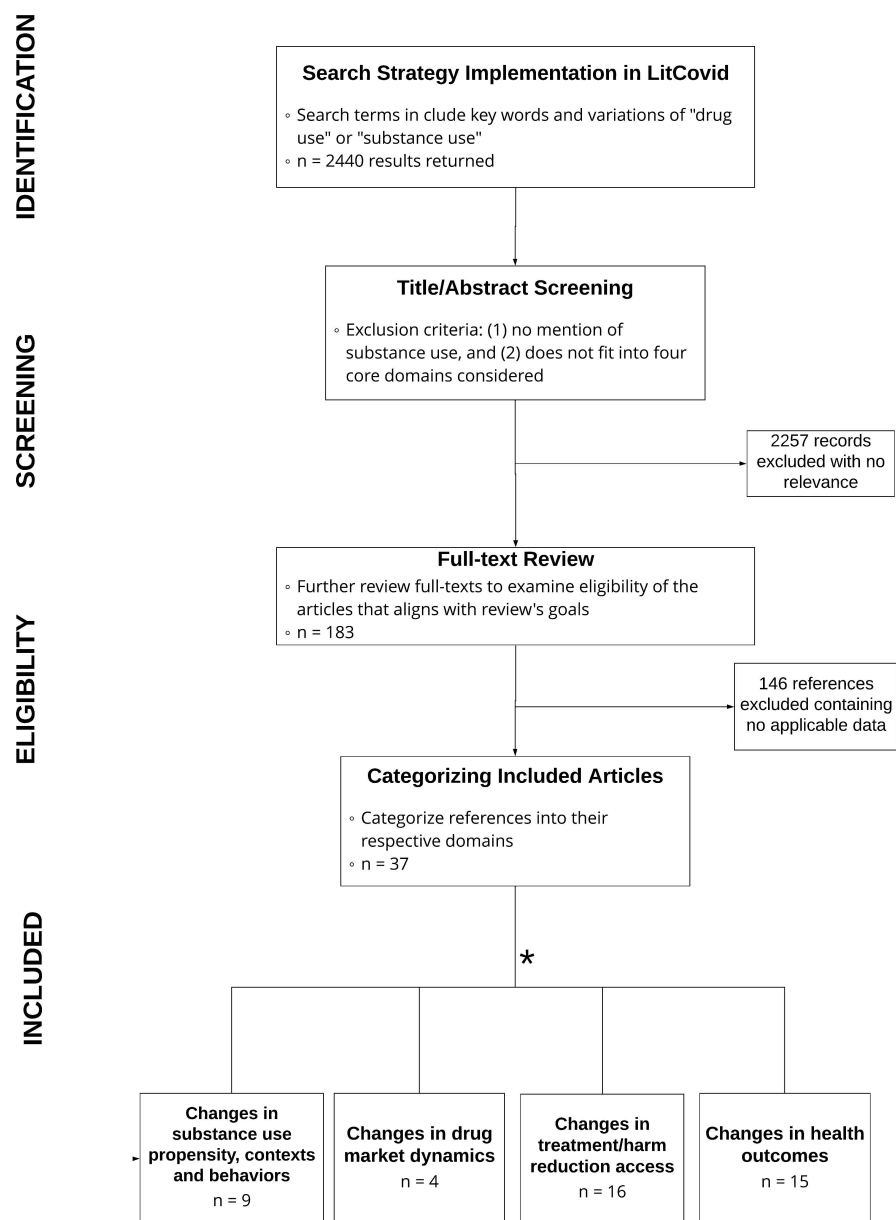 IDENTIFICATION
Search Strategy Implementation in LitCovid
◦ Search terms in clude key words and variations of "drug
use" or "substance use"
◦ n = 2440 results returned
SCREENING
Title/Abstract Screening
◦ Exclusion criteria: (1) no mention of
substance use, and (2) does not fit into four
core domains considered
2257 records
excluded with no
relevance
ELIGIBILITY
Full-text Review
◦ Further review full-texts to examine eligibility of the
articles that aligns with review's goals
◦ n = 183
146 references
excluded containing
no applicable data
Categorizing Included Articles
◦ Categorize references into their
respective domains
◦ n = 37
INCLUDED
*
Changes in
substance use
propensity, contexts
and behaviors
n = 9
Changes in drug
market dynamics
n = 4
Changes in
treatment/harm
reduction access
n = 16
Changes in health
outcomes
n = 15